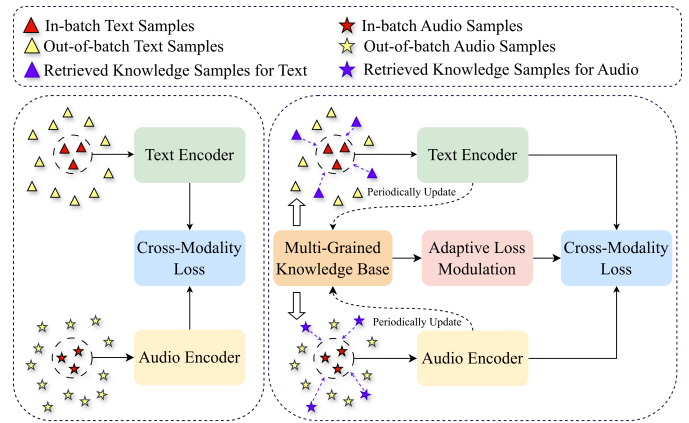 In-batch Text Samples
In-batch Audio Samples
Out-of-batch Text Samples
Out-of-batch Audio Samples
Retrieved Knowledge Samples for Text
Retrieved Knowledge Samples for Audio
Text Encoder
Cross-Modality
Loss
Audio Encoder
Text Encoder
Periodically Update
Multi-Grained
Knowledge Base
Adaptive Loss
Modulation
Cross-Modality
Loss
Periodically Update
Audio Encoder